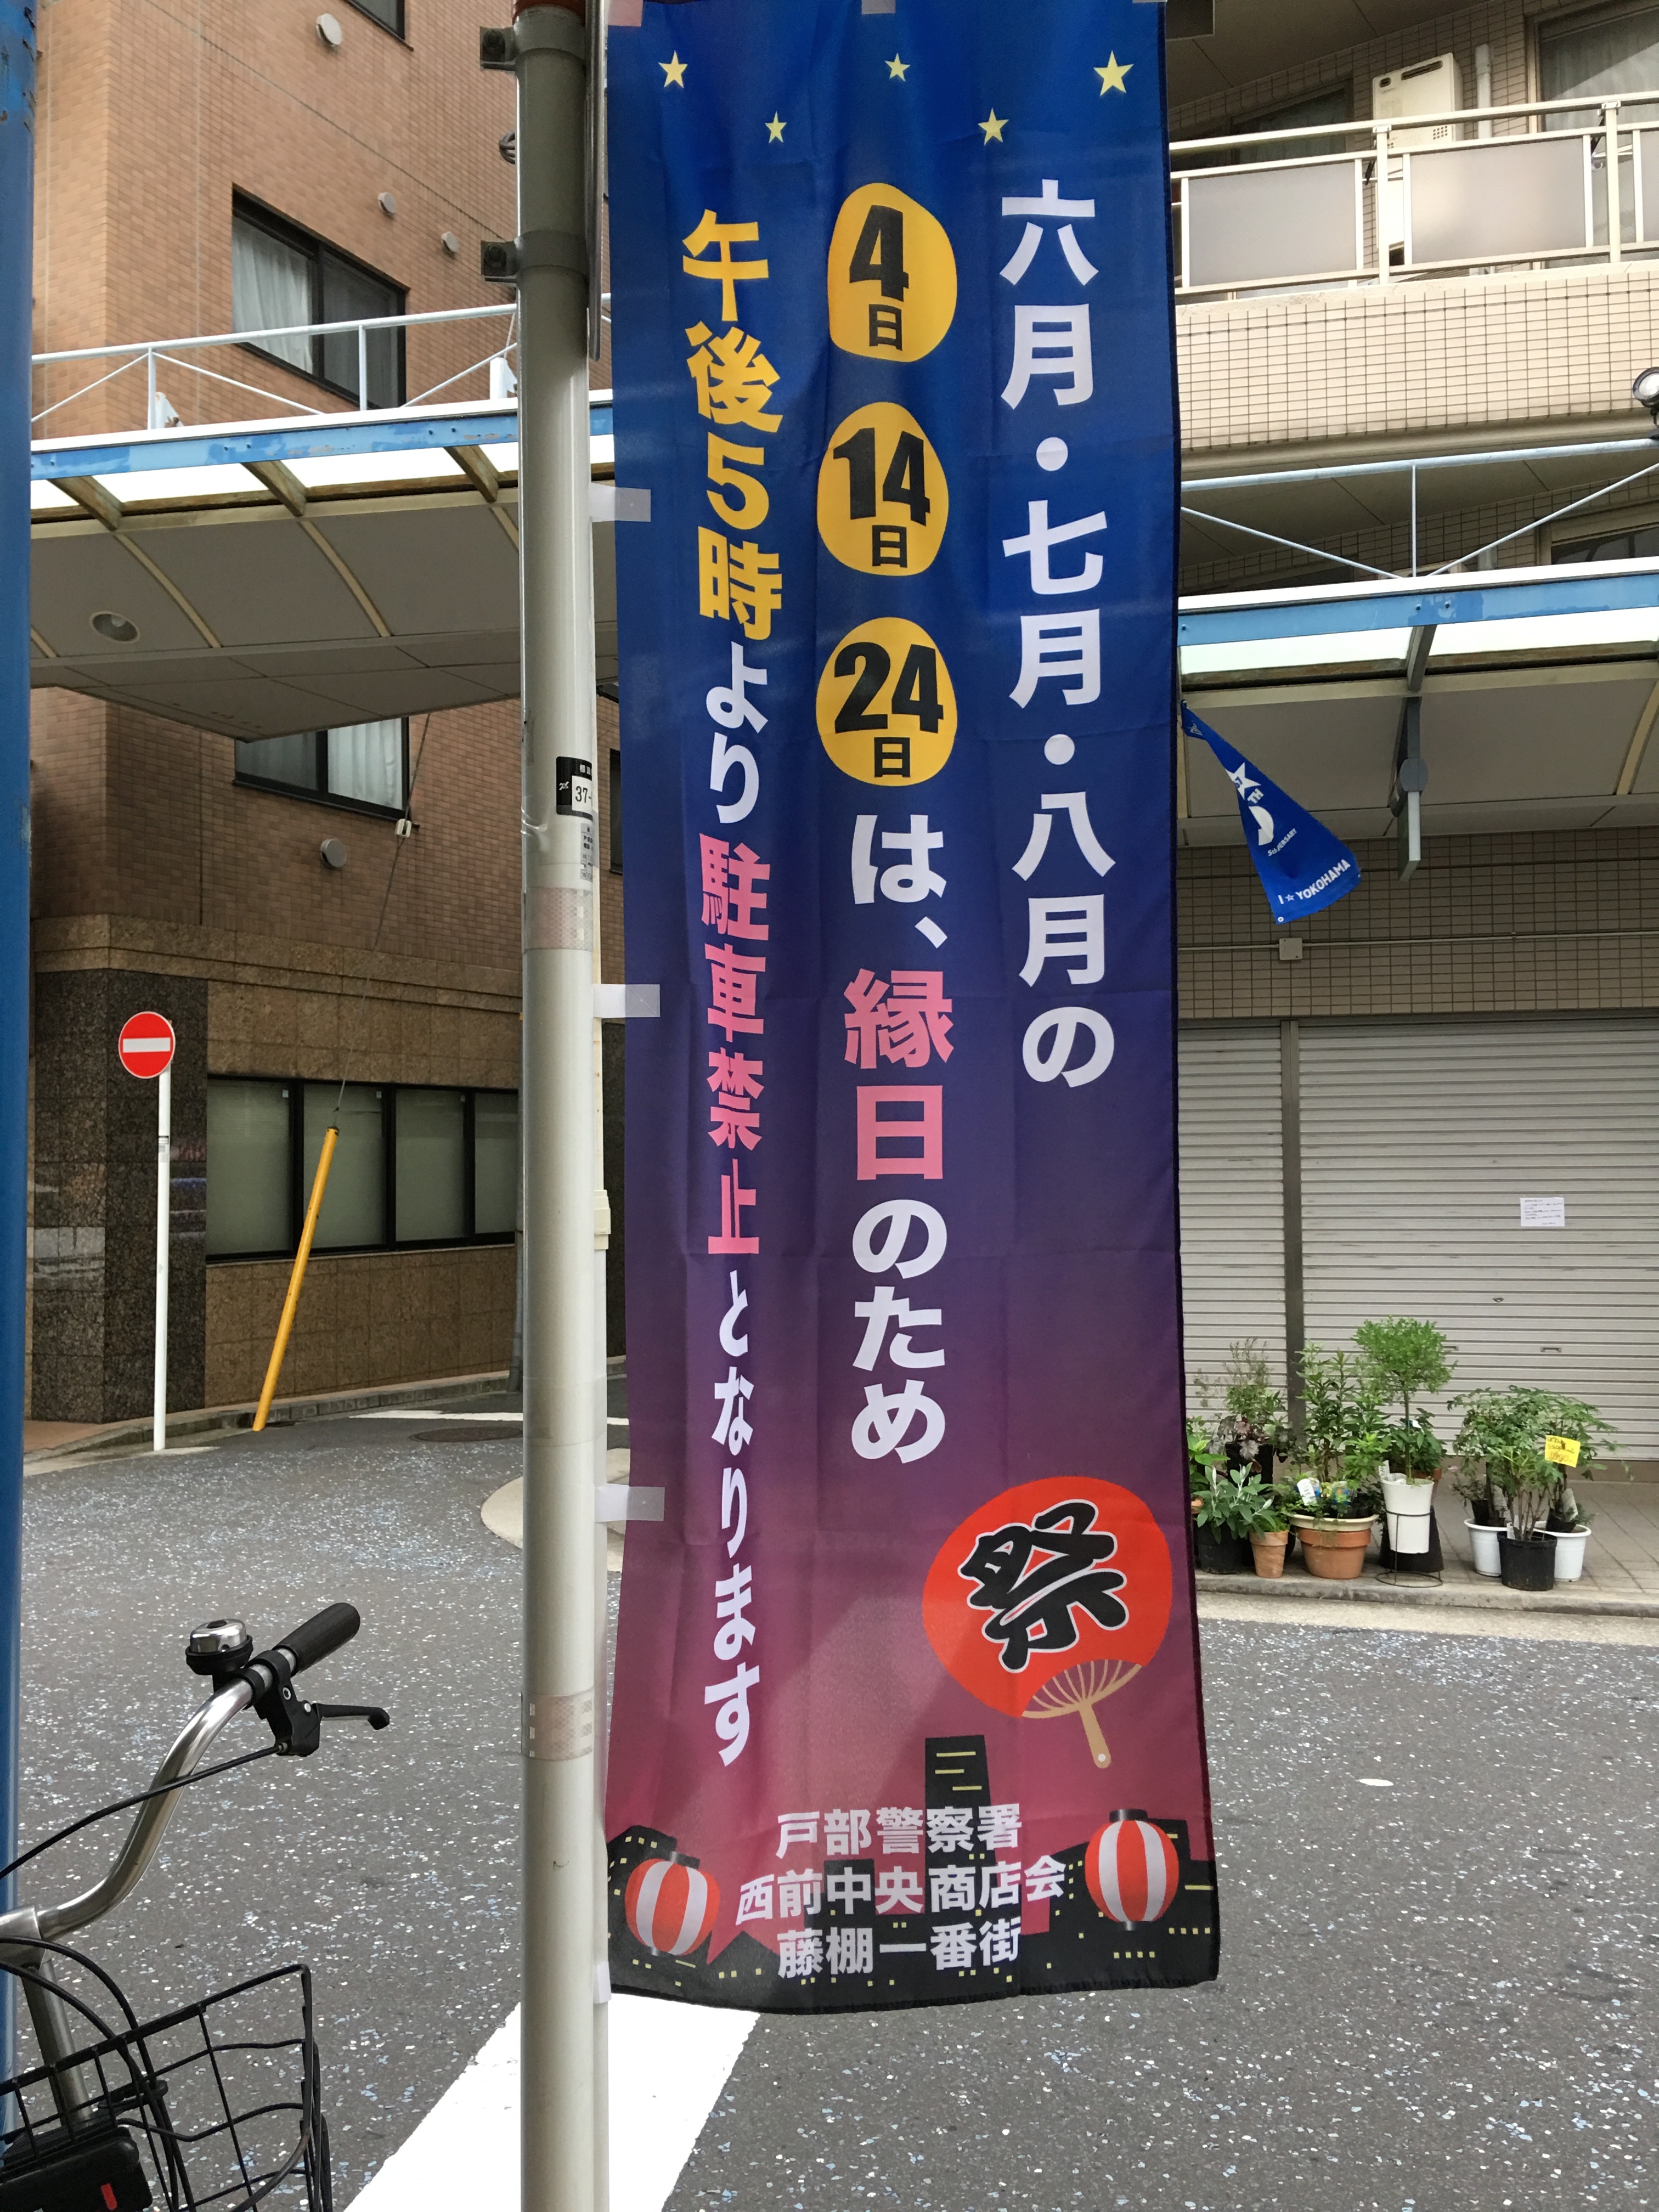 六月・七月・八月の
4日 14日 24日 は、縁日のため
午後5時より駐車禁止となります
祭
戸部警察署
西前中央商店会
藤棚一番街
37-
I☆YOKOHAMA